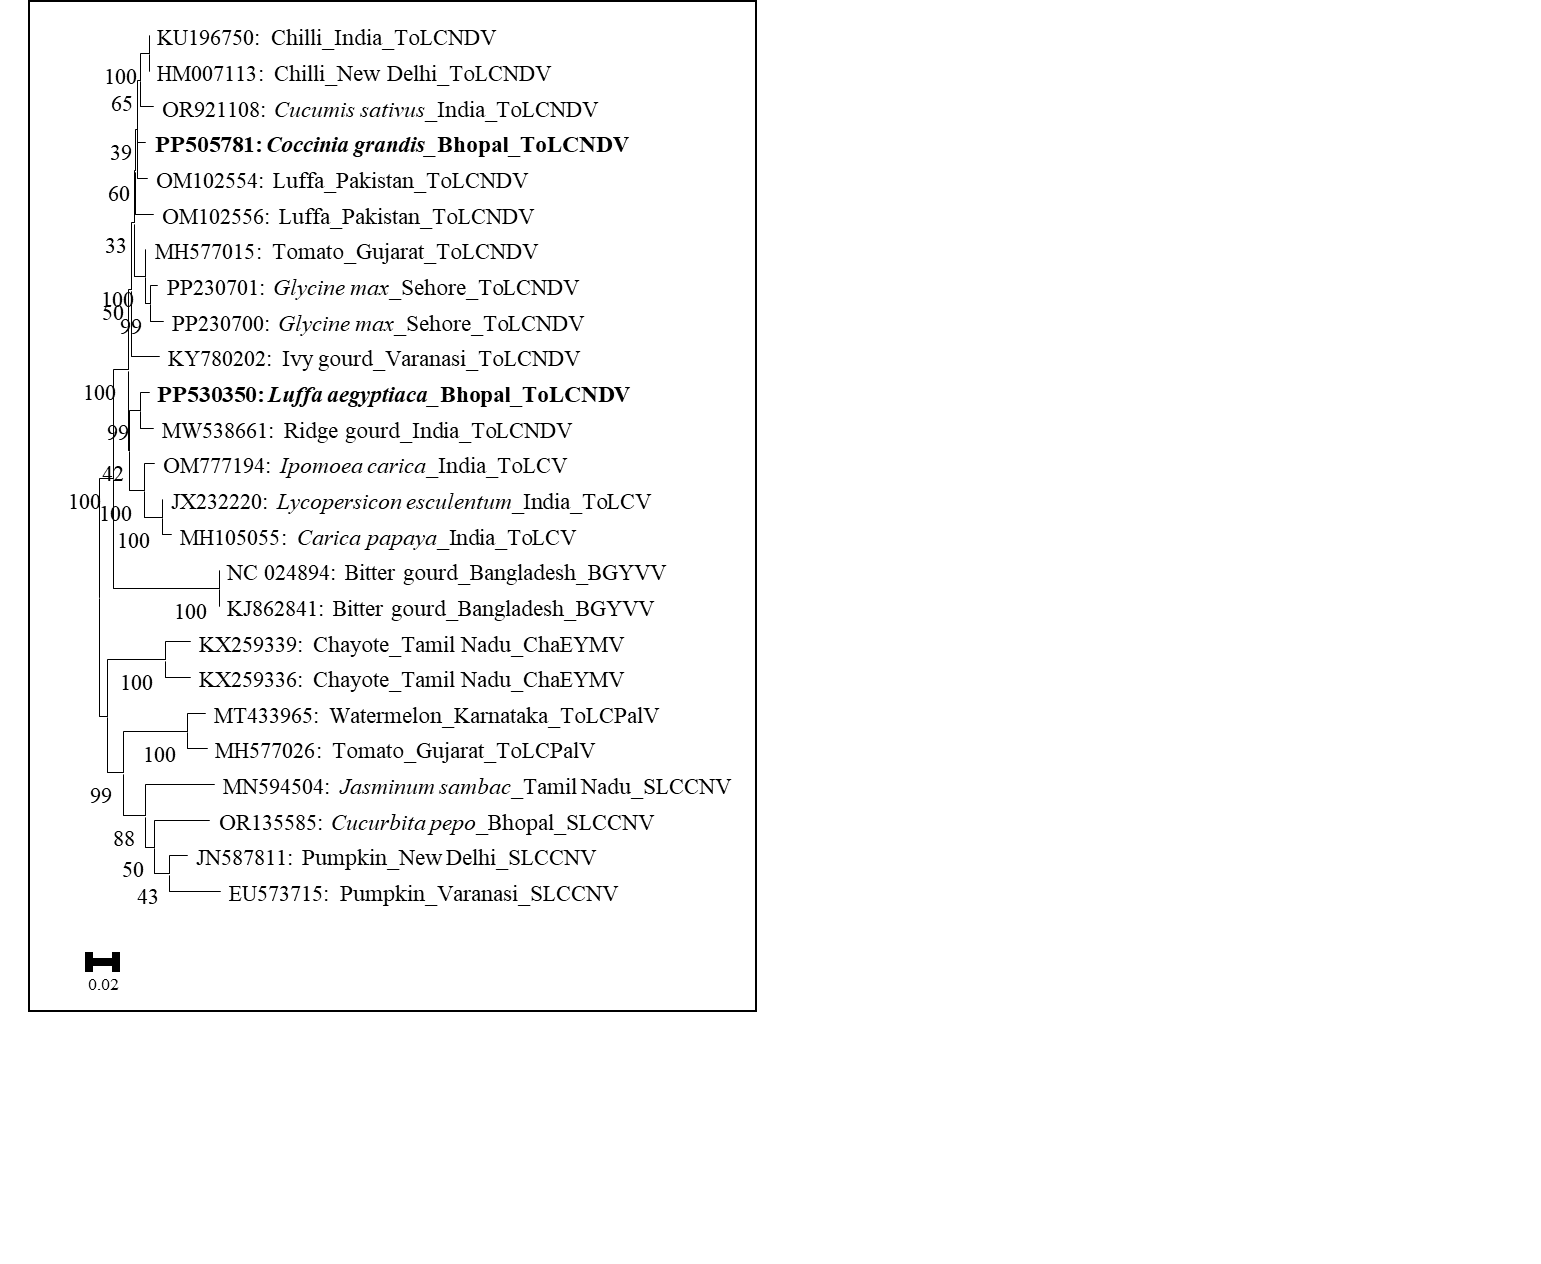 KU196750: Chilli_India_ToLCNDV
100 HM007113: Chilli_New Delhi_ToLCNDV
65 OR921108: Cucumis sativus_India_ToLCNDV
PP505781: Coccinia grandis_Bhopal_ToLCNDV
39
OM102554: Luffa_Pakistan_ToLCNDV
60
OM102556: Luffa_Pakistan_ToLCNDV
33
MH577015: Tomato_Gujarat_ToLCNDV
PP230701: Glycine max_Sehore_ToLCNDV
100
50
99
PP230700: Glycine max_Sehore_ToLCNDV
KY780202: Ivy gourd_Varanasi_ToLCNDV
100 PP530350: Luffa aegyptiaca_Bhopal_ToLCNDV
99 MW538661: Ridge gourd_India_ToLCNDV
OM777194: Ipomoea carica_India_ToLCV
42
100 JX232220: Lycopersicon esculentum_India_ToLCV
100
100 MH105055: Carica papaya_India_ToLCV
NC 024894: Bitter gourd_Bangladesh_BGYVV
100 KJ862841: Bitter gourd_Bangladesh_BGYVV
KX259339: Chayote_Tamil Nadu_ChaEYMV
100 KX259336: Chayote_Tamil Nadu_ChaEYMV
MT433965: Watermelon_Karnataka_ToLCPalV
100 MH577026: Tomato_Gujarat_ToLCPalV
MN594504: Jasminum sambac_Tamil Nadu_SLCCNV
99
OR135585: Cucurbita pepo_Bhopal_SLCCNV
88
JN587811: Pumpkin_New Delhi_SLCCNV
50
43 EU573715: Pumpkin_Varanasi_SLCCNV
0.02